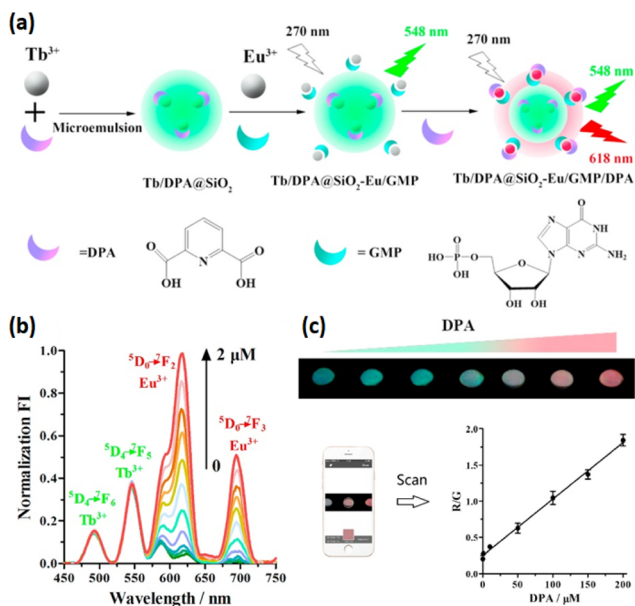 (a)
Tb³⁺
+
Microemulsion
Tb/DPA@SiO₂
Eu³⁺
270 nm
548 nm
Tb/DPA@SiO₂-Eu/GMP
270 nm
548 nm
618 nm
Tb/DPA@SiO₂-Eu/GMP/DPA
=DPA
O
O
N
OH
OH
=GMP
O
N
NH
N
N
NH₂
O
HO P O
OH
O
OH OH
(b)
Normalization FI
1.0
0.8
0.6
0.4
0.2
0.0
450 500 550 600 650 700 750
Wavelength / nm
⁵D₄→⁷F₆
Tb³⁺
⁵D₄→⁷F₅
Tb³⁺
⁵D₀→⁷F₂
Eu³⁺
2 μM
0
⁵D₀→⁷F₃
Eu³⁺
(c)
DPA
Scan
R/G
2.0
1.5
1.0
0.5
0.0
0 50 100 150 200
DPA / μM